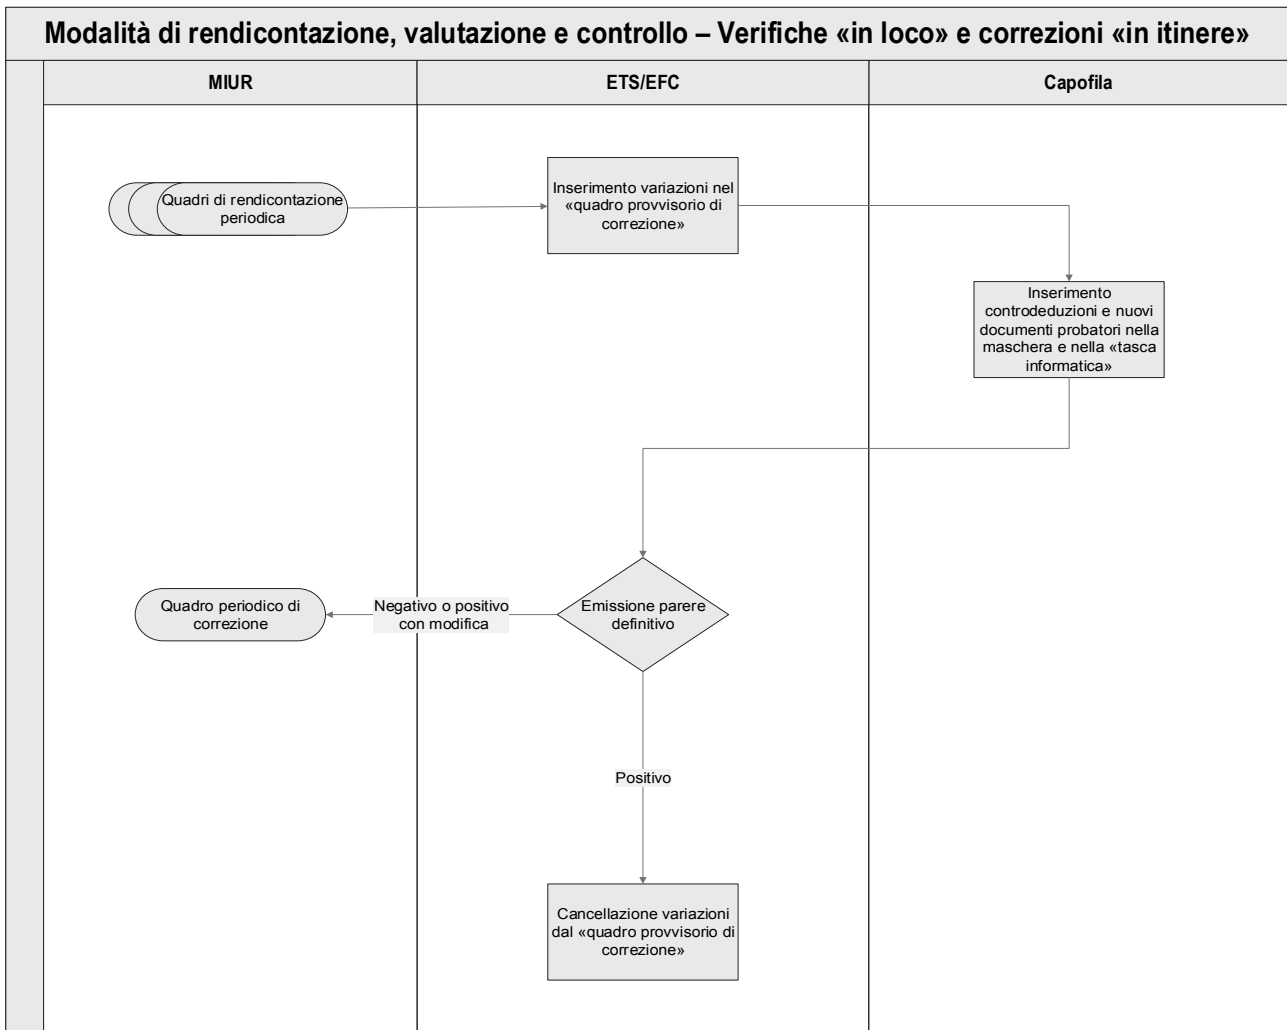 Modalità di rendicontazione, valutazione e controllo – Verifiche «in loco» e correzioni «in itinere»
MIUR
ETS/EFC
Capofila
Quadri di rendicontazione
periodica
Inserimento variazioni nel
«quadro provvisorio di
correzione»
Inserimento
controdeduzioni e nuovi
documenti probatori nella
maschera e nella «tasca
informatica»
Quadro periodico di
correzione
Negativo o positivo
con modifica
Emissione parere
definitivo
Positivo
Cancellazione variazioni
dal «quadro provvisorio di
correzione»